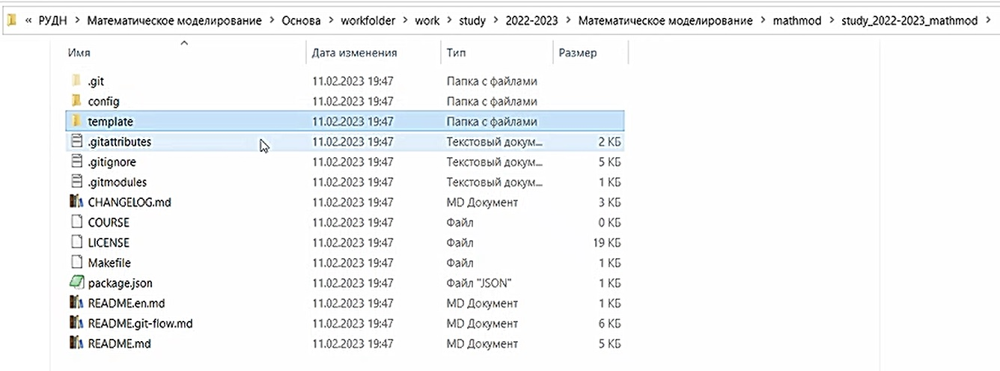 « РУДН > Математическое моделирование > Основа > workfolder > work > study > 2022-2023 > Математическое моделирование > mathmod > study_2022-2023_mathmod >
Имя Дата изменения Тип Размер
.git 11.02.2023 19:47 Папка с файлами
config 11.02.2023 19:47 Папка с файлами
template 11.02.2023 19:47 Папка с файлами
.gitattributes 11.02.2023 19:47 Текстовый докум... 2 КБ
.gitignore 11.02.2023 19:47 Текстовый докум... 5 КБ
.gitmodules 11.02.2023 19:47 Текстовый докум... 1 КБ
CHANGELOG.md 11.02.2023 19:47 MD Документ 3 КБ
COURSE 11.02.2023 19:47 Файл 0 КБ
LICENSE 11.02.2023 19:47 Файл 19 КБ
Makefile 11.02.2023 19:47 Файл 1 КБ
package.json 11.02.2023 19:47 Файл "JSON" 1 КБ
README.en.md 11.02.2023 19:47 MD Документ 1 КБ
README.git-flow.md 11.02.2023 19:47 MD Документ 6 КБ
README.md 11.02.2023 19:47 MD Документ 5 КБ